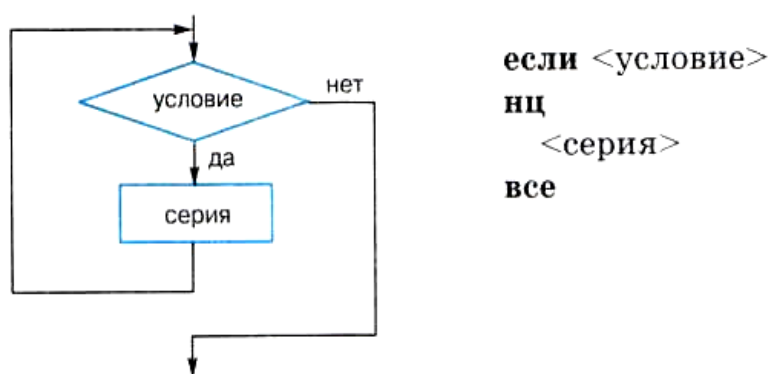 условие
нет
да
серия
если <условие>
нц
<серия>
все